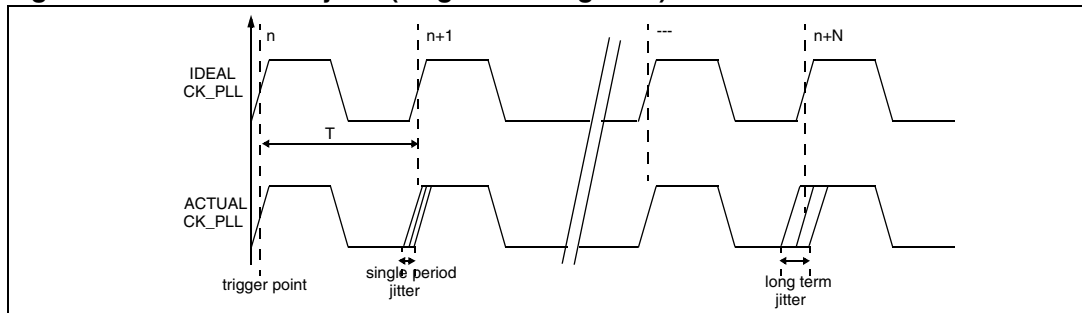 n
n+1
---
n+N
IDEAL
CK_PLL
T
ACTUAL
CK_PLL
trigger point
single period
jitter
long term
jitter